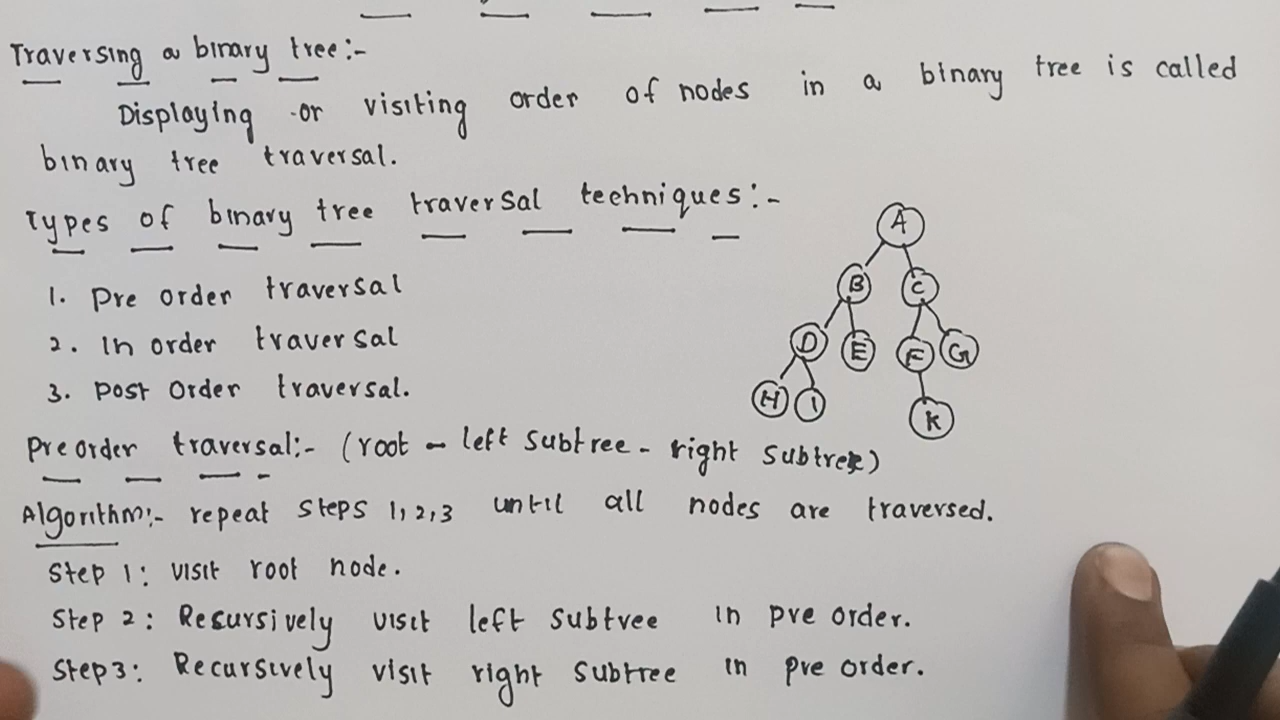 Traversing a binary tree:-
Displaying or visiting order of nodes in a binary tree is called
binary tree traversal.
Types of binary tree traversal techniques:-
1. Pre order traversal
2. In order traversal
3. Post Order traversal.
A
B C
D E F G
H I K
Preorder traversal:- (root - left subtree - right subtree)
Algorithm:- repeat steps 1,2,3 until all nodes are traversed.
Step 1: visit root node.
Step 2: Recursively visit left subtree in pre order.
Step3: Recursively visit right subtree in pre order.